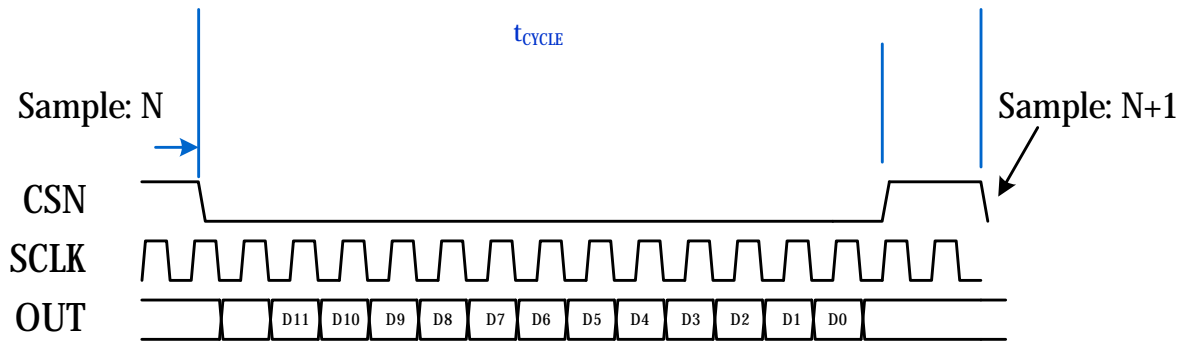 tCYCLE
Sample: N
Sample: N+1
CSN
SCLK
OUT
D11 D10 D9 D8 D7 D6 D5 D4 D3 D2 D1 D0